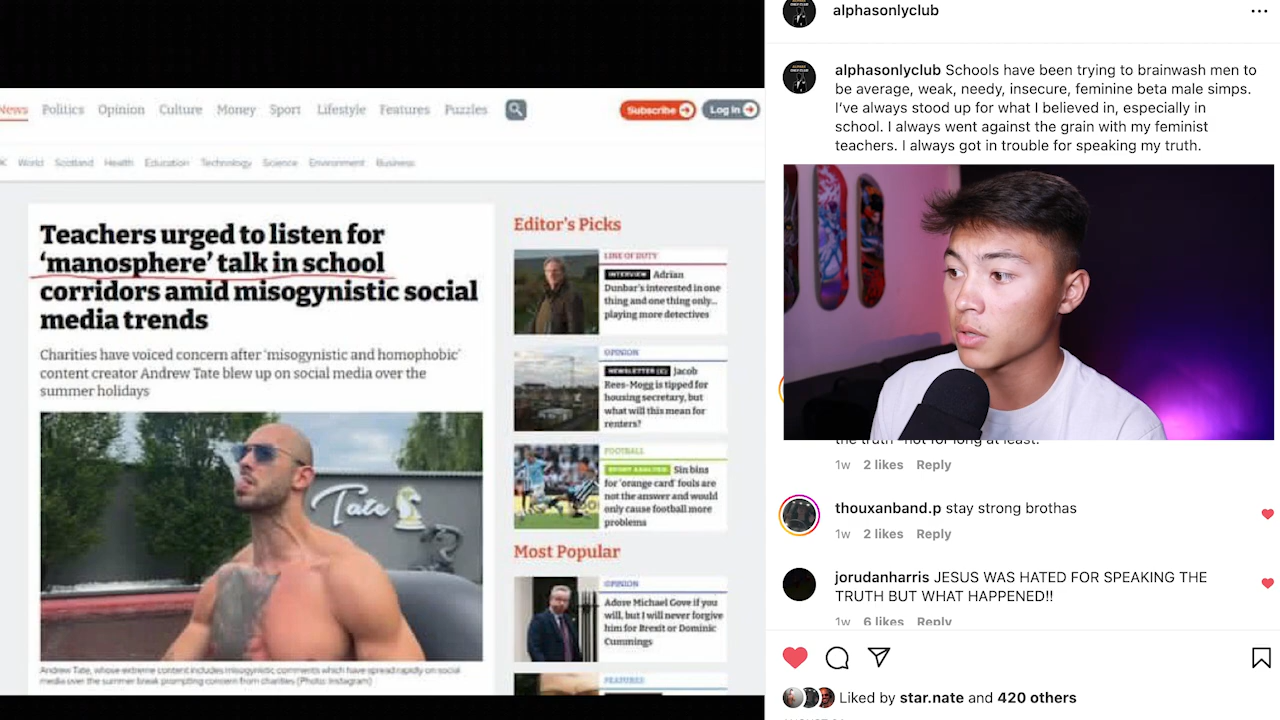 News Politics Opinion Culture Money Sport Lifestyle Features Puzzles
Subscribe
Log In
World Scotland Health Education Technology Science Environment Business
Teachers urged to listen for
‘manosphere’ talk in school
corridors amid misogynistic social
media trends
Charities have voiced concern after ‘misogynistic and homophobic’
content creator Andrew Tate blew up on social media over the
summer holidays
Tate
Andrew Tate, whose extreme content includes misogynistic comments which have spread rapidly on social
media over the summer break prompting concern from charities (Photo: Instagram)
Editor's Picks
LINE OF DUTY
INTERVIEW Adrian
Dunbar's interested in one
thing and one thing only...
playing more detectives
OPINION
NEWSLETTER (£) Jacob
Rees-Mogg is tipped for
housing secretary, but
what will this mean for
renters?
FOOTBALL
SPORT ANALYSIS Sin bins
for 'orange card' fouls are
not the answer and would
only cause football more
problems
Most Popular
OPINION
Adore Michael Gove if you
will, but I will never forgive
him for Brexit or Dominic
Cummings
FEATURES
alphasonlyclub
alphasonlyclub Schools have been trying to brainwash men to
be average, weak, needy, insecure, feminine beta male simps.
I've always stood up for what I believed in, especially in
school. I always went against the grain with my feminist
teachers. I always got in trouble for speaking my truth.
the truth not for long at least.
1w 2 likes Reply
thouxanband.p stay strong brothas
1w 2 likes Reply
jorudanharris JESUS WAS HATED FOR SPEAKING THE
TRUTH BUT WHAT HAPPENED!!
1w 6 likes Reply
Liked by star.nate and 420 others